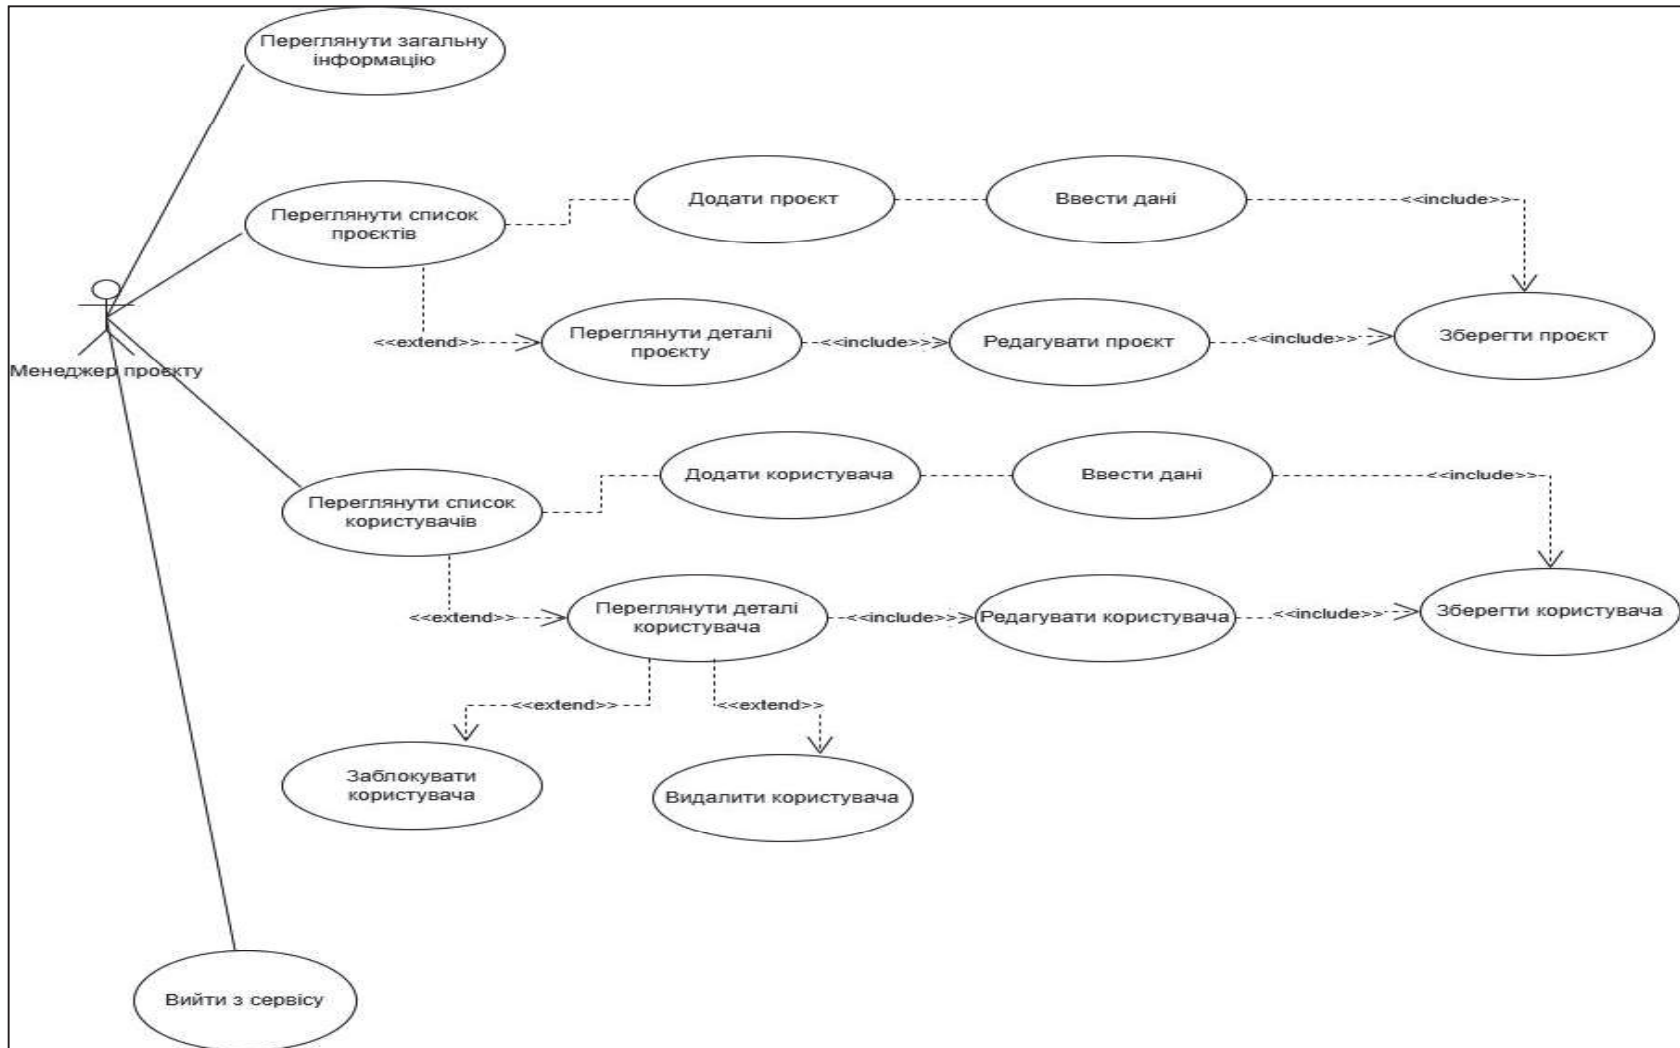 Переглянути загальну
інформацію
Переглянути список
проєктів
Додати проєкт
Ввести дані
<<include>>
<<extend>>
Переглянути деталі
проєкту
<<include>>
Редагувати проєкт
<<include>>
Зберегти проєкт
Менеджер проєкту
Переглянути список
користувачів
Додати користувача
Ввести дані
<<include>>
<<extend>>
Переглянути деталі
користувача
<<include>>
Редагувати користувача
<<include>>
Зберегти користувача
<<extend>>
<<extend>>
Заблокувати
користувача
Видалити користувача
Вийти з сервісу